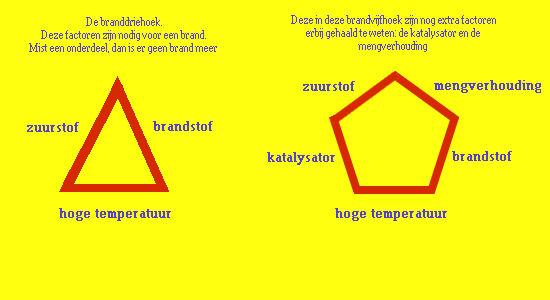 De branddriehoek.
Deze factoren zijn nodig voor een brand.
Mist een onderdeel, dan is er geen brand meer
zuurstof
brandstof
hoge temperatuur
Deze in deze brandvijfhoek zijn nog extra factoren
erbij gehaald te weten: de katalysator en de
mengverhouding
zuurstof
mengverhouding
katalysator
brandstof
hoge temperatuur